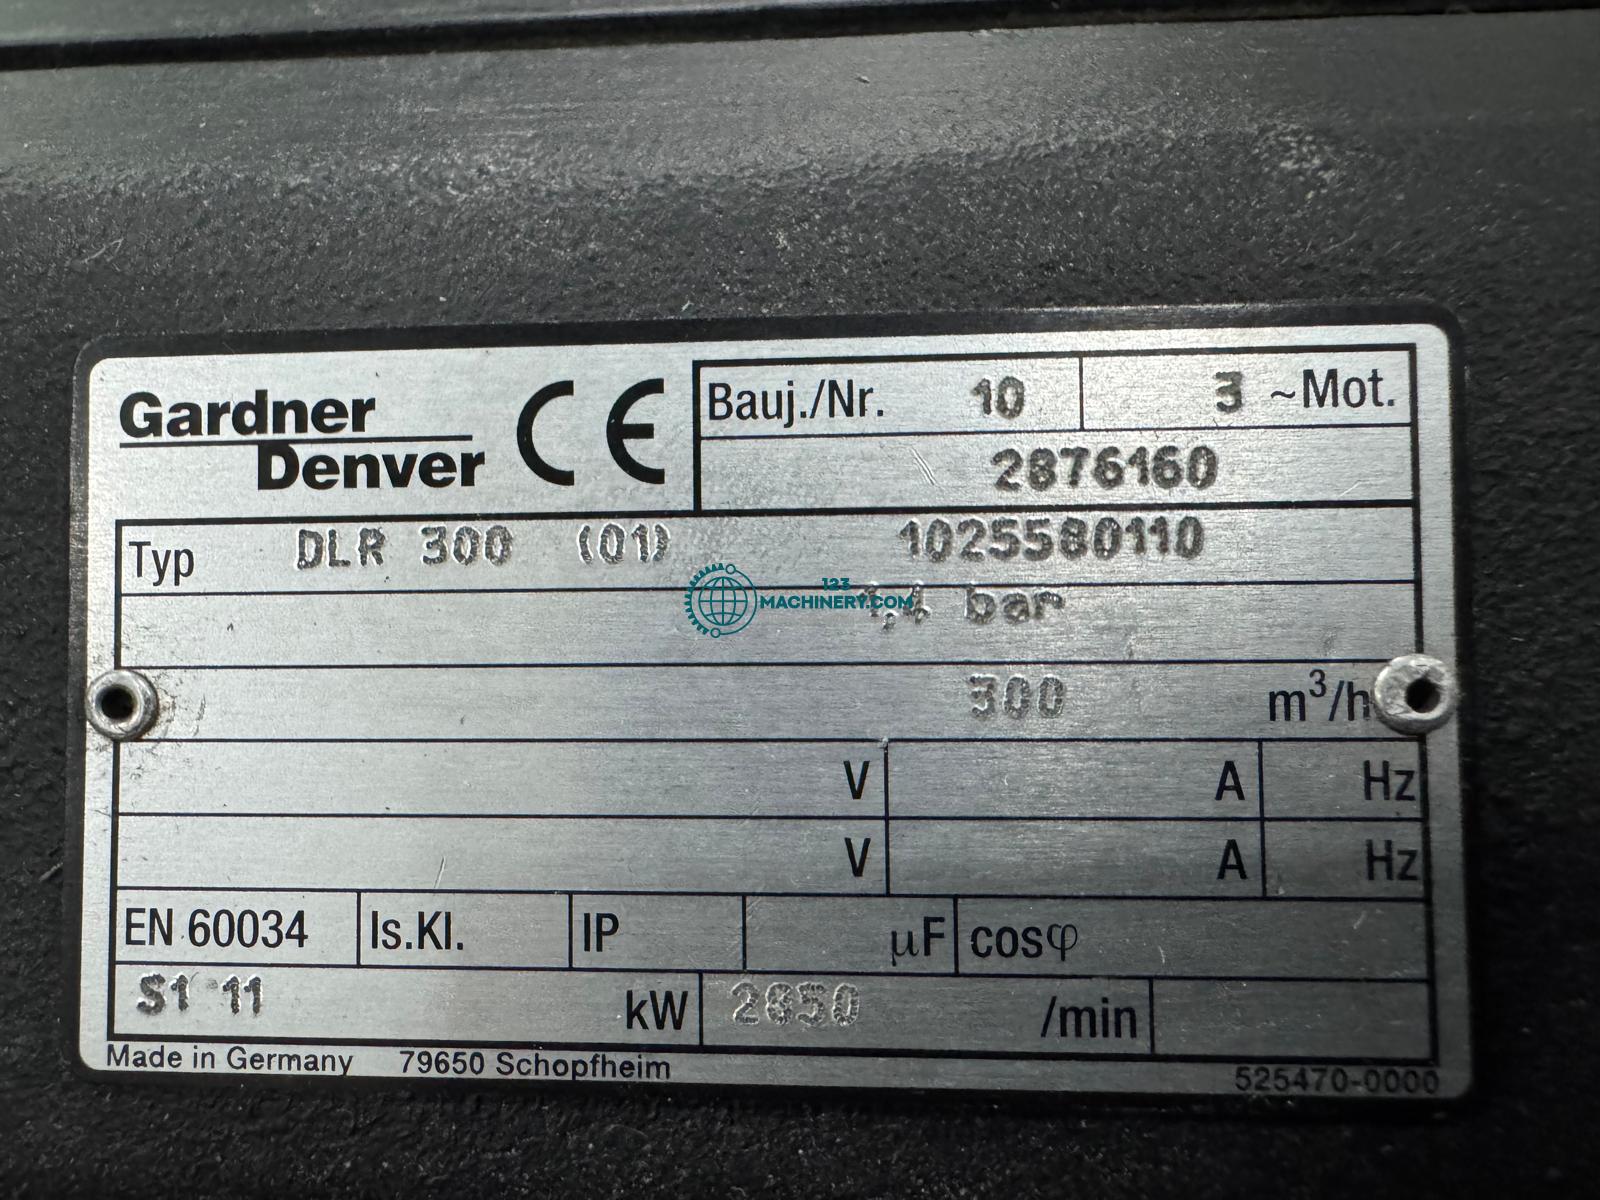 Gardner
Denver
CE
Bauj./Nr. 10 3 ~Mot.
2876160
Typ DLR 300 (01) 1025580110
123
MACHINERY.COM
bar
300 m³/h
V A Hz
V A Hz
EN 60034 Is.Kl. IP µF cosφ
S1 11 kW 2850 /min
Made in Germany 79650 Schopfheim 525470-0000